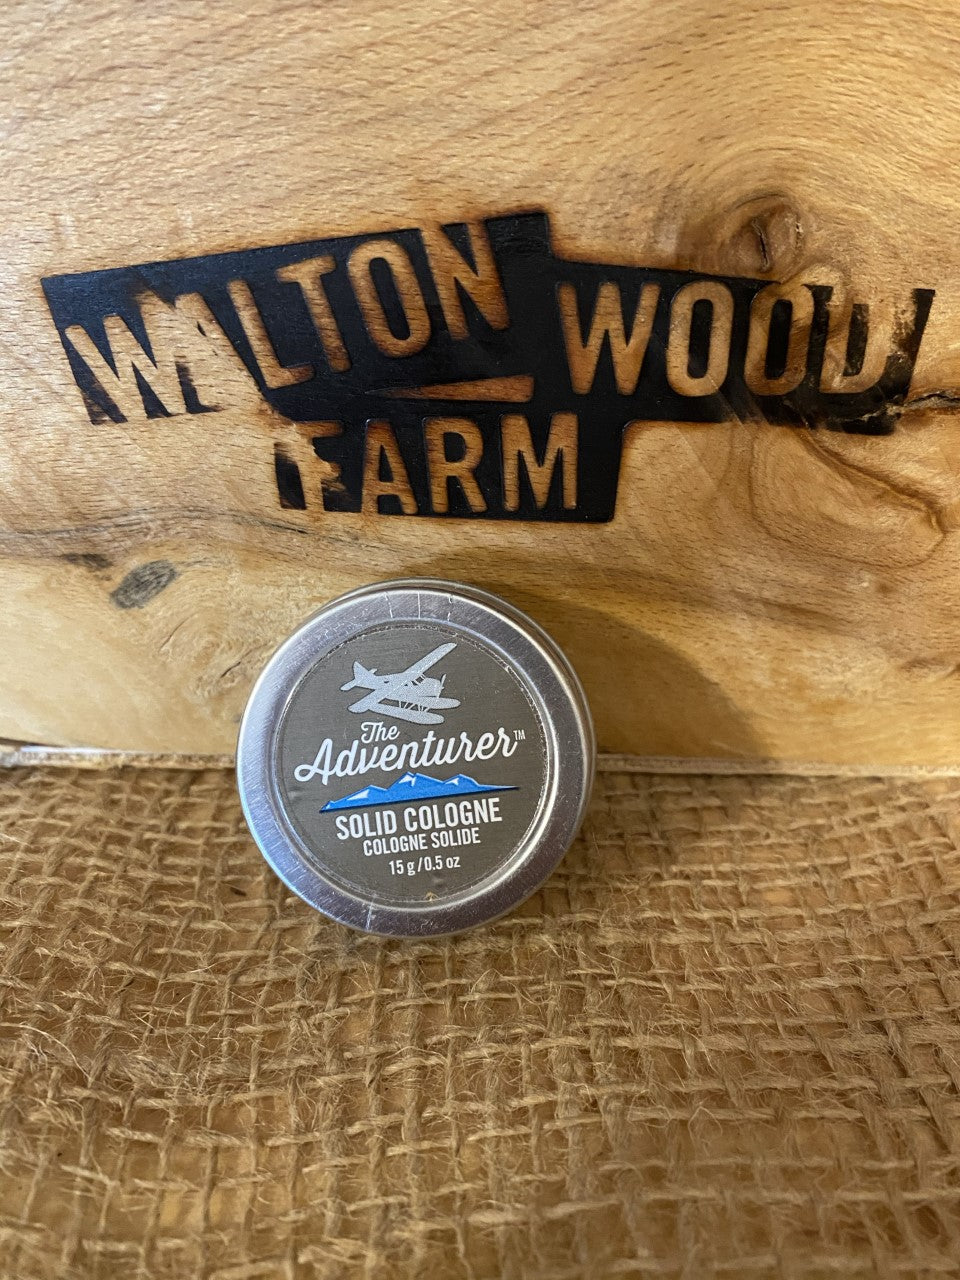 WALTON WOOD
FARM
The
Adventurer™
SOLID COLOGNE
COLOGNE SOLIDE
15 g/0.5 oz